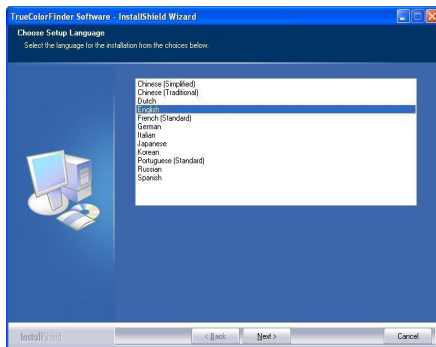 TrueColorFinder Software - InstallShield Wizard
Choose Setup Language
Select the language for the installation from the choices below.
Chinese (Simplified)
Chinese (Traditional)
Dutch
English
French (Standard)
German
Italian
Japanese
Korean
Portuguese (Standard)
Russian
Spanish
InstallShield
< Back
Next >
Cancel